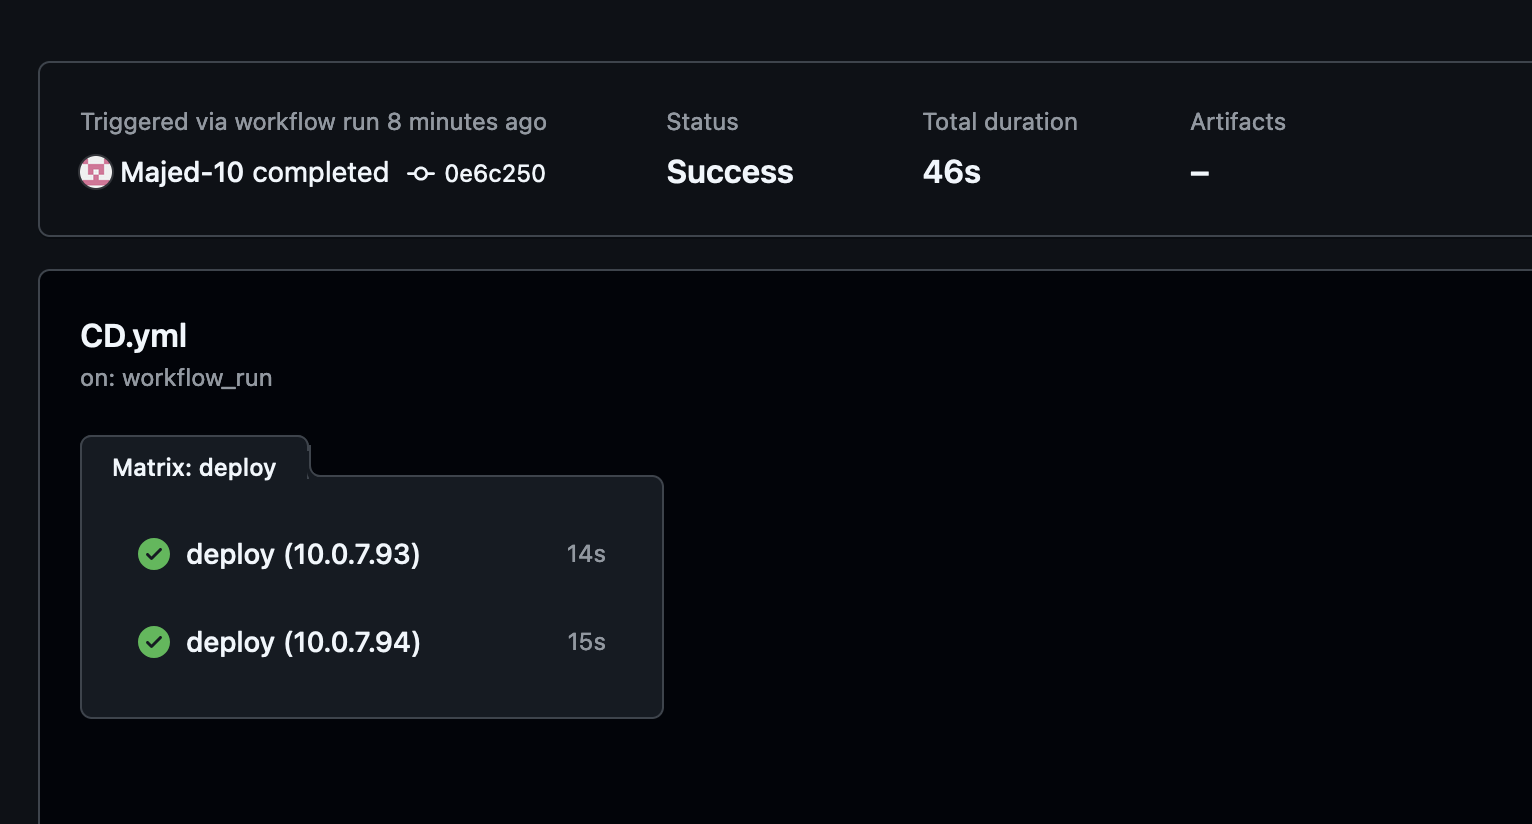 Triggered via workflow run 8 minutes ago
Majed-10 completed 0e6c250
Status
Success
Total duration
46s
Artifacts
–
CD.yml
on: workflow_run
Matrix: deploy
deploy (10.0.7.93) 14s
deploy (10.0.7.94) 15s